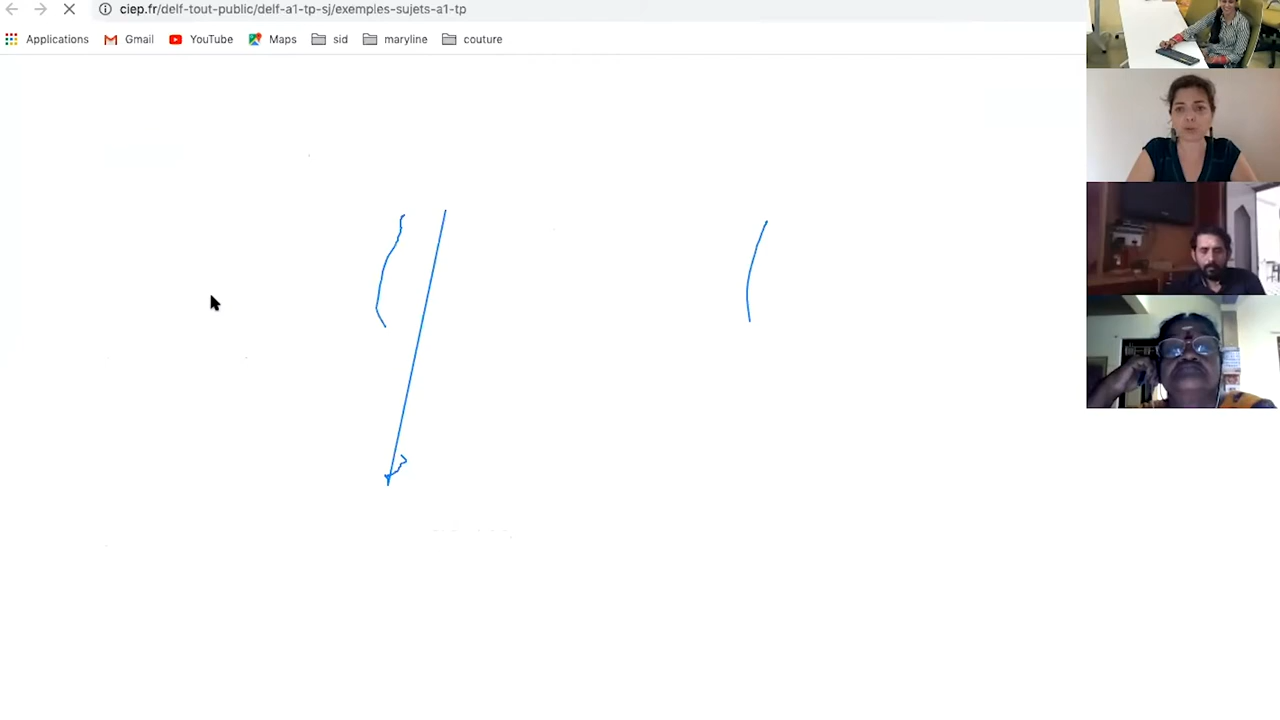 ciep.fr/delf-tout-public/delf-a1-tp-sj/exemples-sujets-a1-tp
Applications Gmail YouTube Maps sid maryline couture